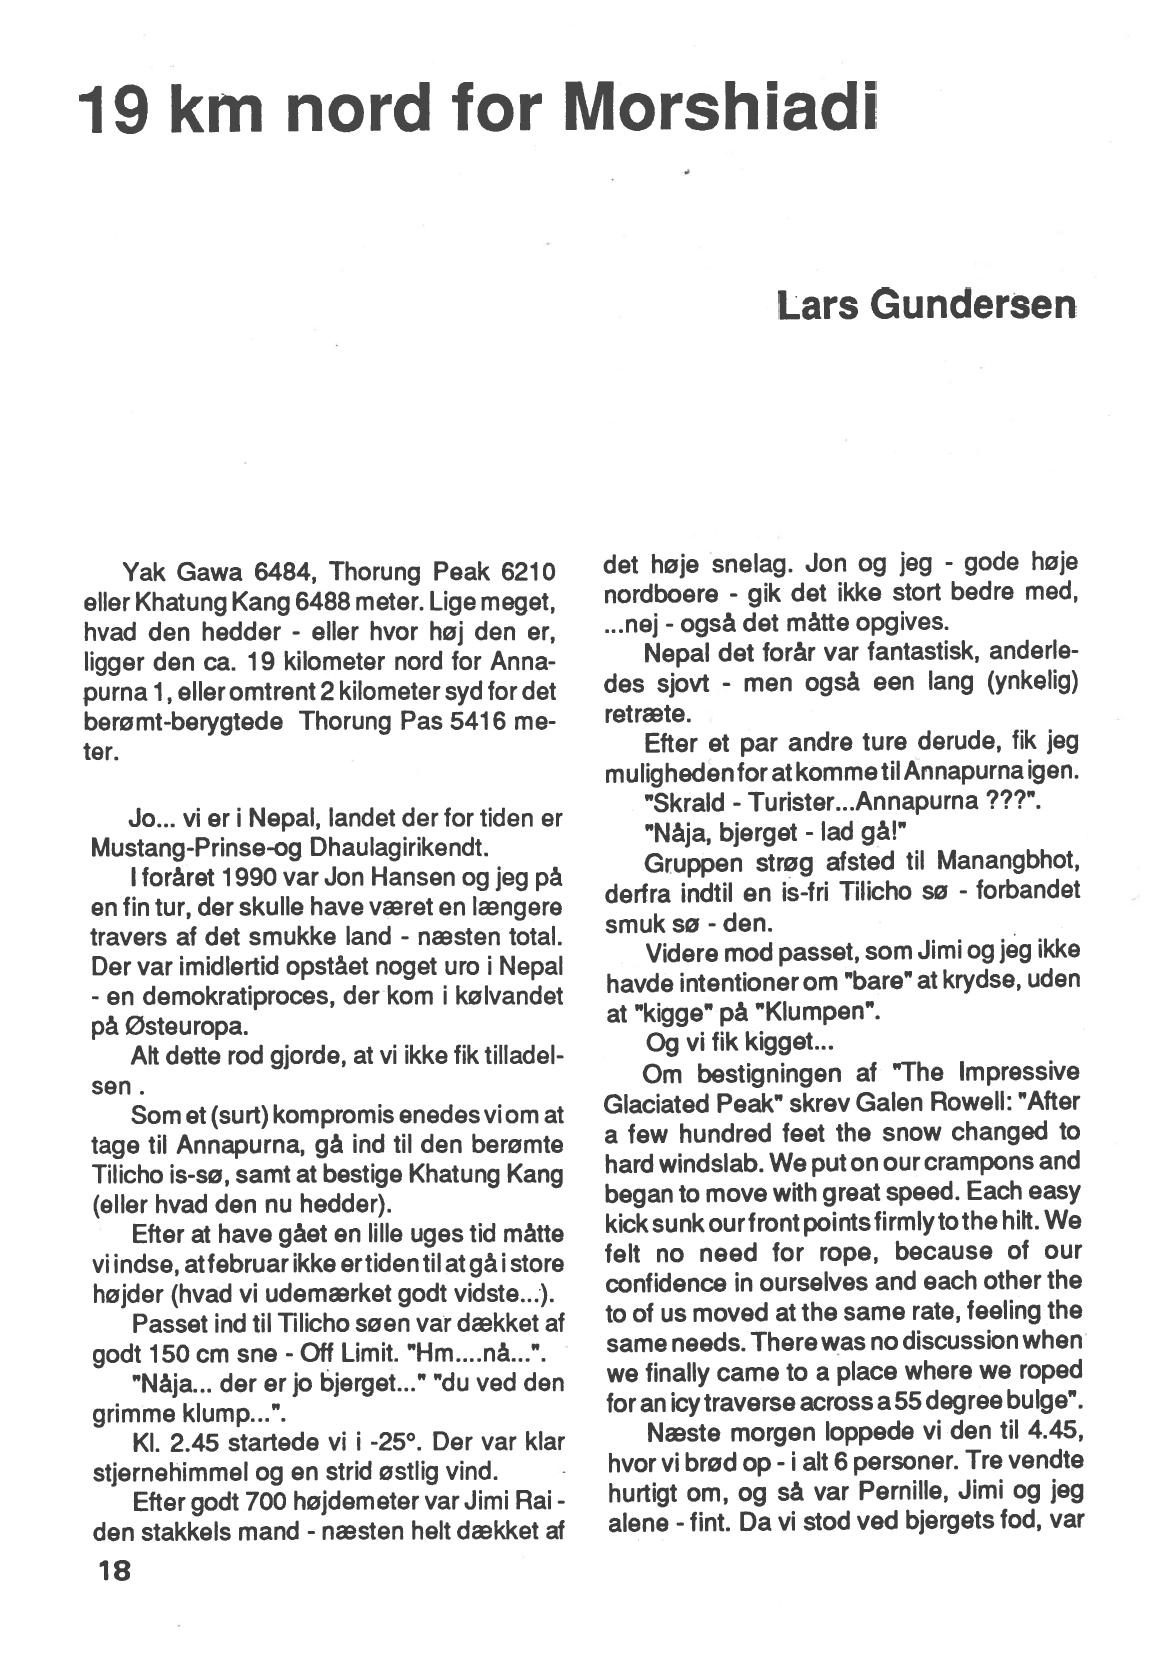 19 km nord for Morshiadi
Lars Gundersen
Yak Gawa 6484, Thorung Peak 6210
eller Khatung Kang 6488 meter. Lige meget,
hvad den hedder - eller hvor høj den er,
ligger den ca. 19 kilometer nord for Anna-
purna 1, eller omtrent 2 kilometer syd for det
berømt-berygtede Thorung Pas 5416 me-
ter.
Jo... vi er i Nepal, landet der for tiden er
Mustang-Prinse-og Dhaulagirikendt.
I foråret 1990 var Jon Hansen og jeg på
en fin tur, der skulle have været en længere
travers af det smukke land - næsten total.
Der var imidlertid opstået noget uro i Nepal
- en demokratiproces, der kom i kølvandet
på Østeuropa.
Alt dette rod gjorde, at vi ikke fik tilladel-
sen .
Som et (surt) kompromis enedes vi om at
tage til Annapurna, gå ind til den berømte
Tilicho is-sø, samt at bestige Khatung Kang
(eller hvad den nu hedder).
Efter at have gået en lille uges tid måtte
vi indse, at februar ikke er tiden til at gå i store
højder (hvad vi udemærket godt vidste...).
Passet ind til Tilicho søen var dækket af
godt 150 cm sne - Off Limit. "Hm....nå...".
"Nåja... der er jo bjerget..." "du ved den
grimme klump...".
Kl. 2.45 startede vi i -25°. Der var klar
stjernehimmel og en strid østlig vind.
Efter godt 700 højdemeter var Jimi Rai -
den stakkels mand - næsten helt dækket af
18
det høje snelag. Jon og jeg - gode høje
nordboere - gik det ikke stort bedre med,
...nej - også det måtte opgives.
Nepal det forår var fantastisk, anderle-
des sjovt - men også een lang (ynkelig)
retræte.
Efter et par andre ture derude, fik jeg
muligheden for at komme til Annapurna igen.
"Skrald - Turister...Annapurna ???".
"Nåja, bjerget - lad gå!"
Gruppen strøg afsted til Manangbhot,
derfra indtil en is-fri Tilicho sø - forbandet
smuk sø - den.
Videre mod passet, som Jimi og jeg ikke
havde intentioner om "bare" at krydse, uden
at "kigge" på "Klumpen".
Og vi fik kigget...
Om bestigningen af "The Impressive
Glaciated Peak" skrev Galen Rowell: "After
a few hundred feet the snow changed to
hard windslab. We put on our crampons and
began to move with great speed. Each easy
kick sunk our front points firmly to the hilt. We
felt no need for rope, because of our
confidence in ourselves and each other the
to of us moved at the same rate, feeling the
same needs. There was no discussion when
we finally came to a place where we roped
for an icy traverse across a 55 degree bulge".
Næste morgen loppede vi den til 4.45,
hvor vi brød op - i alt 6 personer. Tre vendte
hurtigt om, og så var Pernille, Jimi og jeg
alene - fint. Da vi stod ved bjergets fod, var